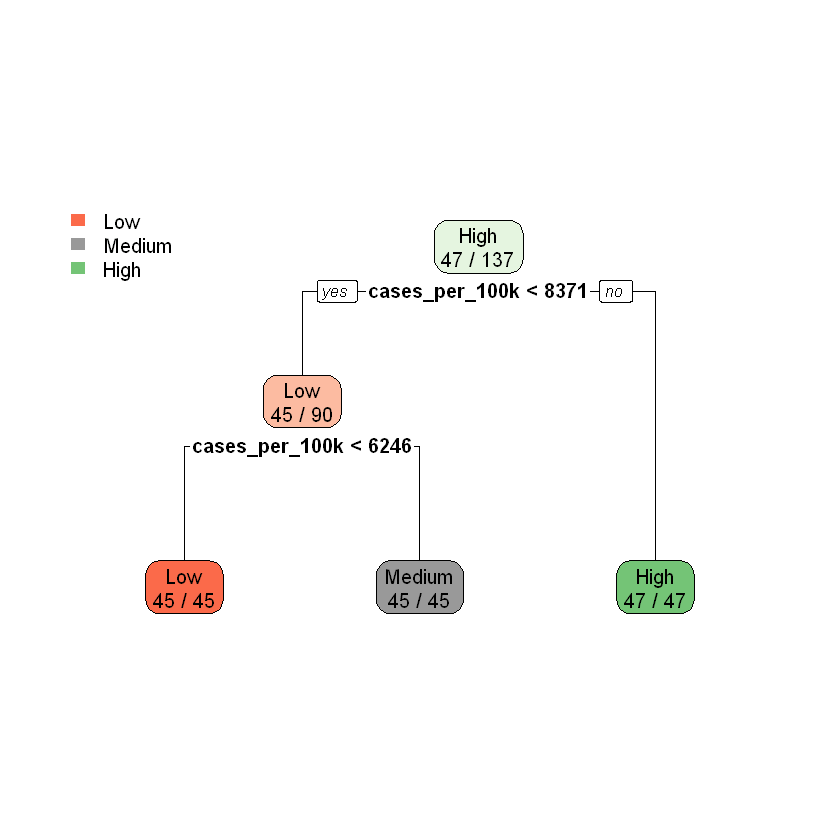 Low
Medium
High
High
47 / 137
yes cases_per_100k < 8371 no
Low
45 / 90
cases_per_100k < 6246
Low
45 / 45
Medium
45 / 45
High
47 / 47